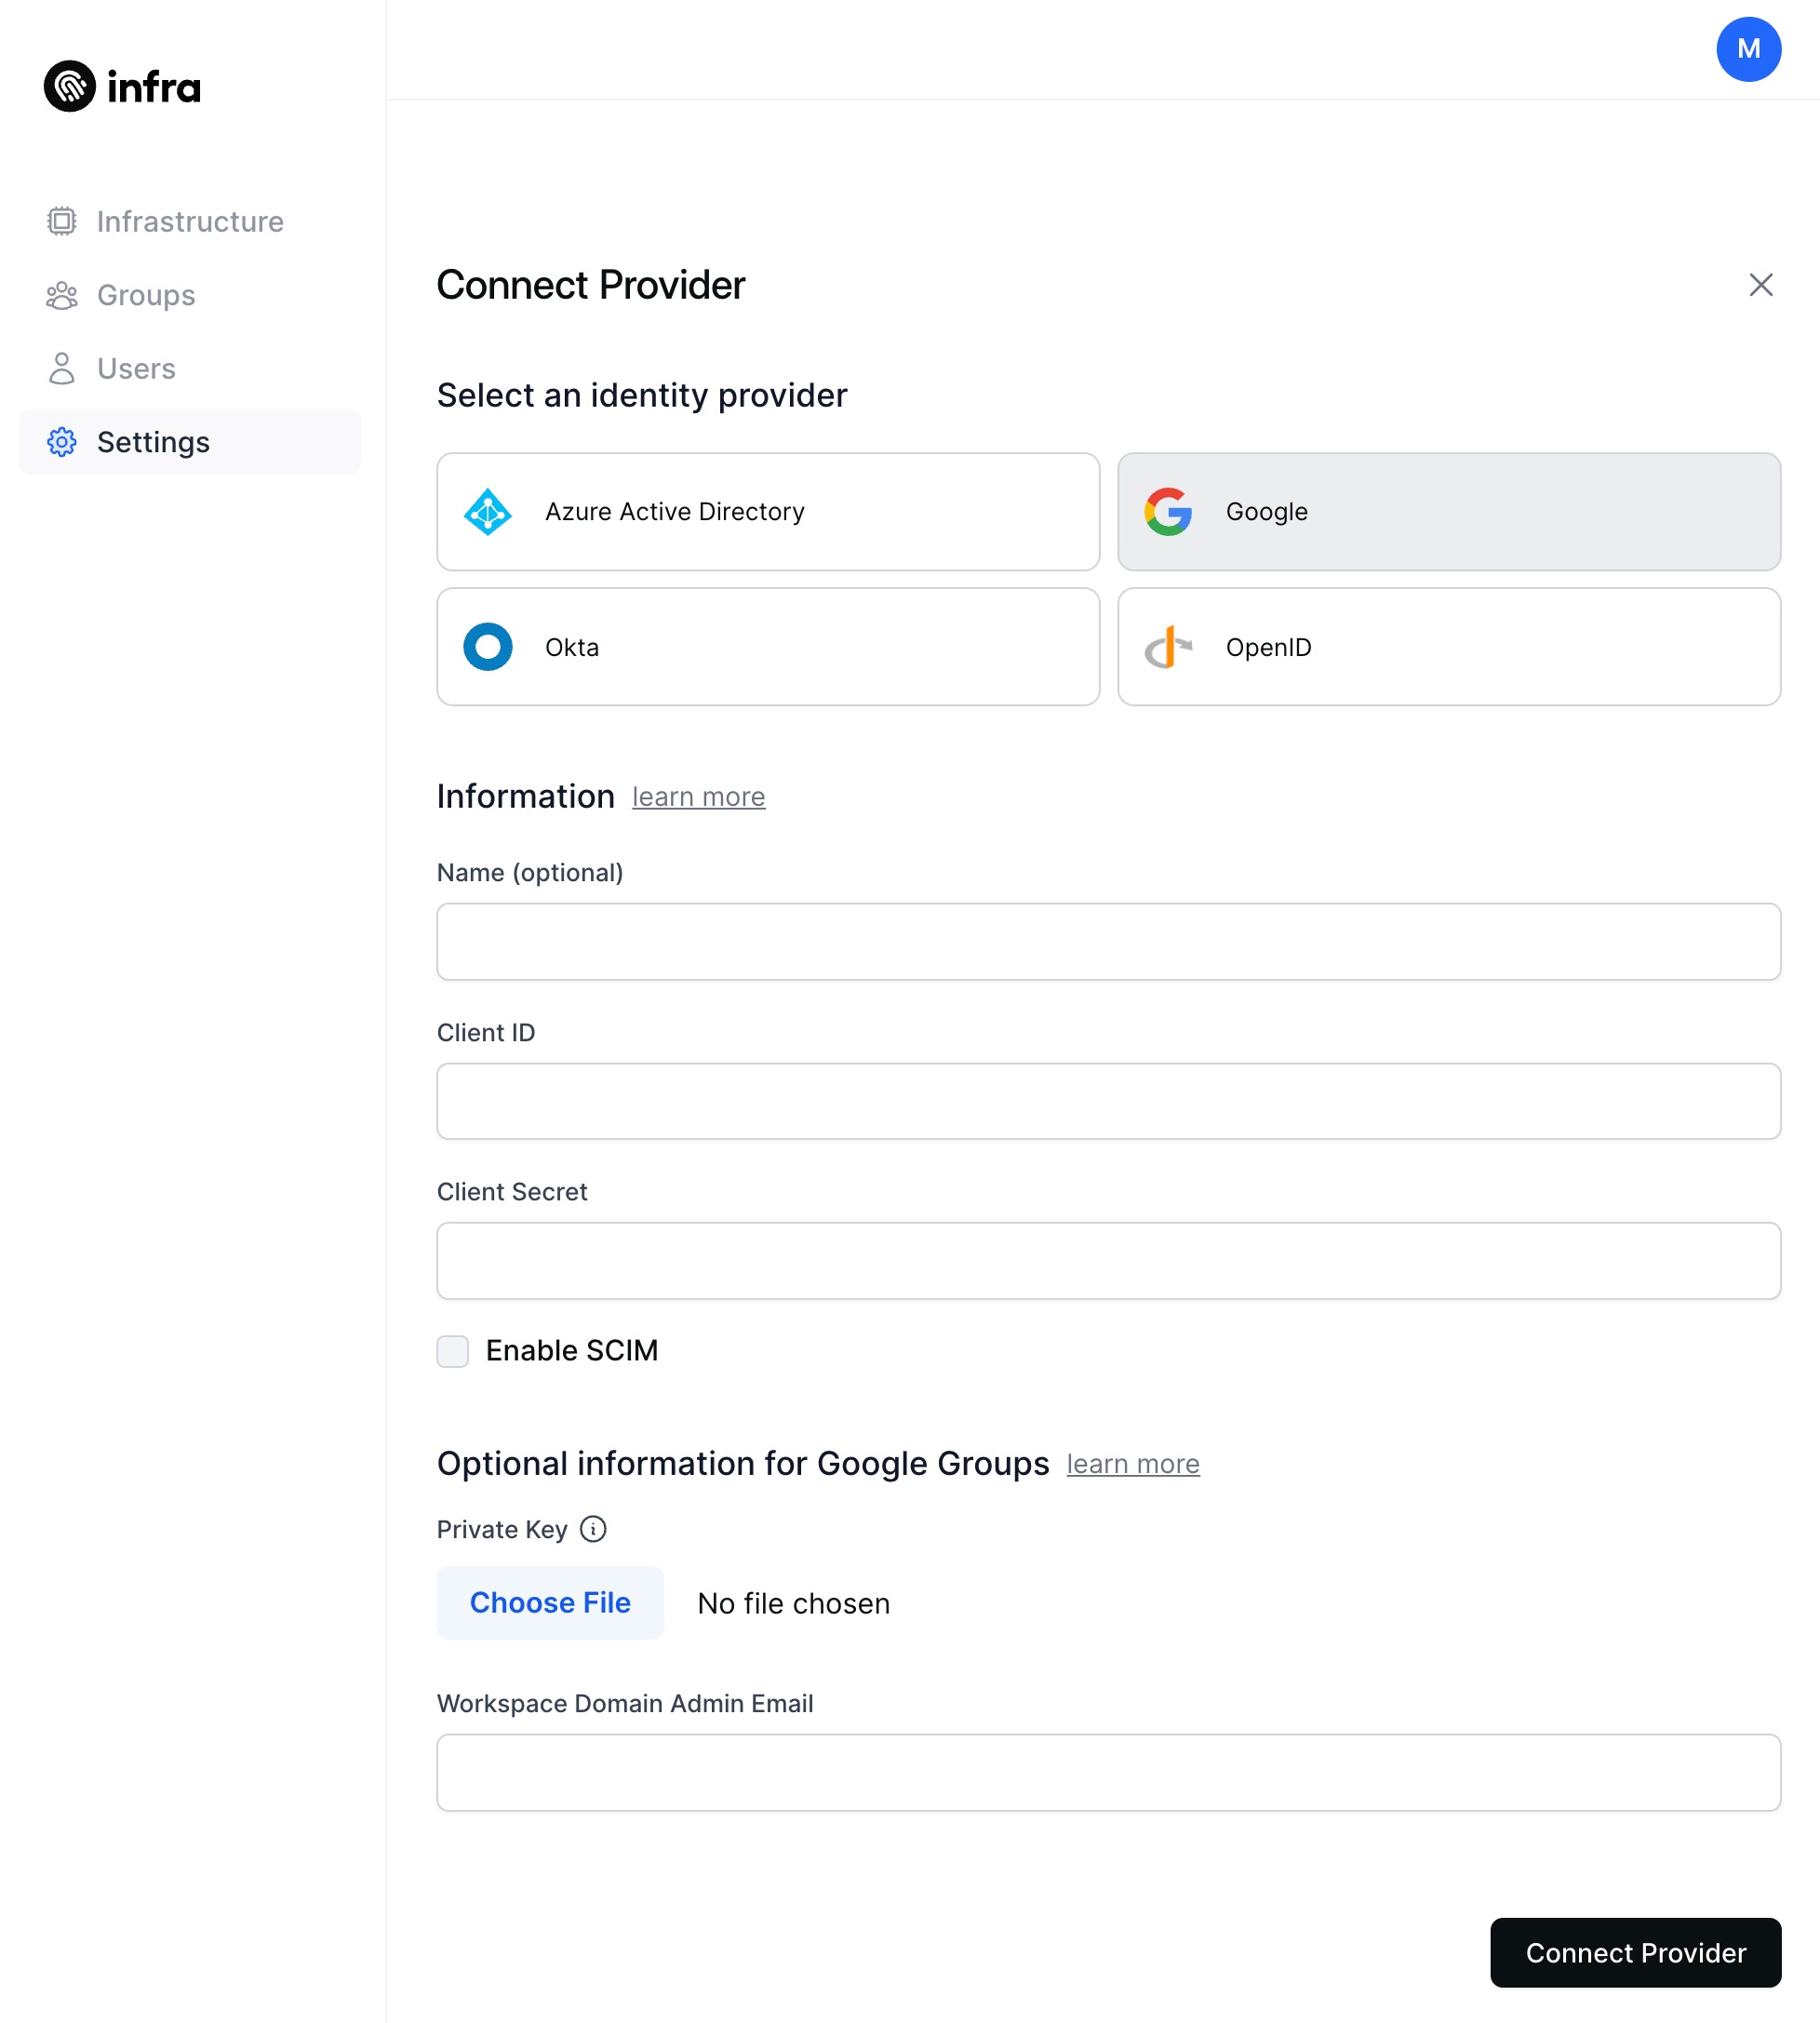 infra
M
Infrastructure
Groups
Users
Settings
Connect Provider
Select an identity provider
Azure Active Directory
Google
Okta
OpenID
Information learn more
Name (optional)
Client ID
Client Secret
Enable SCIM
Optional information for Google Groups learn more
Private Key
Choose File No file chosen
Workspace Domain Admin Email
Connect Provider